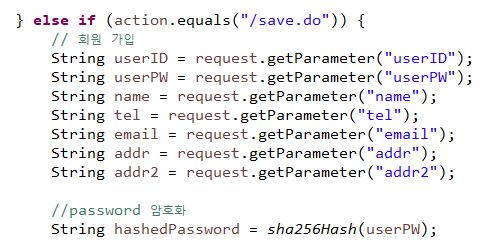 } else if (action.equals("/save.do")) {
// 회원 가입
String userID = request.getParameter("userID");
String userPW = request.getParameter("userPW");
String name = request.getParameter("name");
String tel = request.getParameter("tel");
String email = request.getParameter("email");
String addr = request.getParameter("addr");
String addr2 = request.getParameter("addr2");
//password 암호화
String hashedPassword = sha256Hash(userPW);